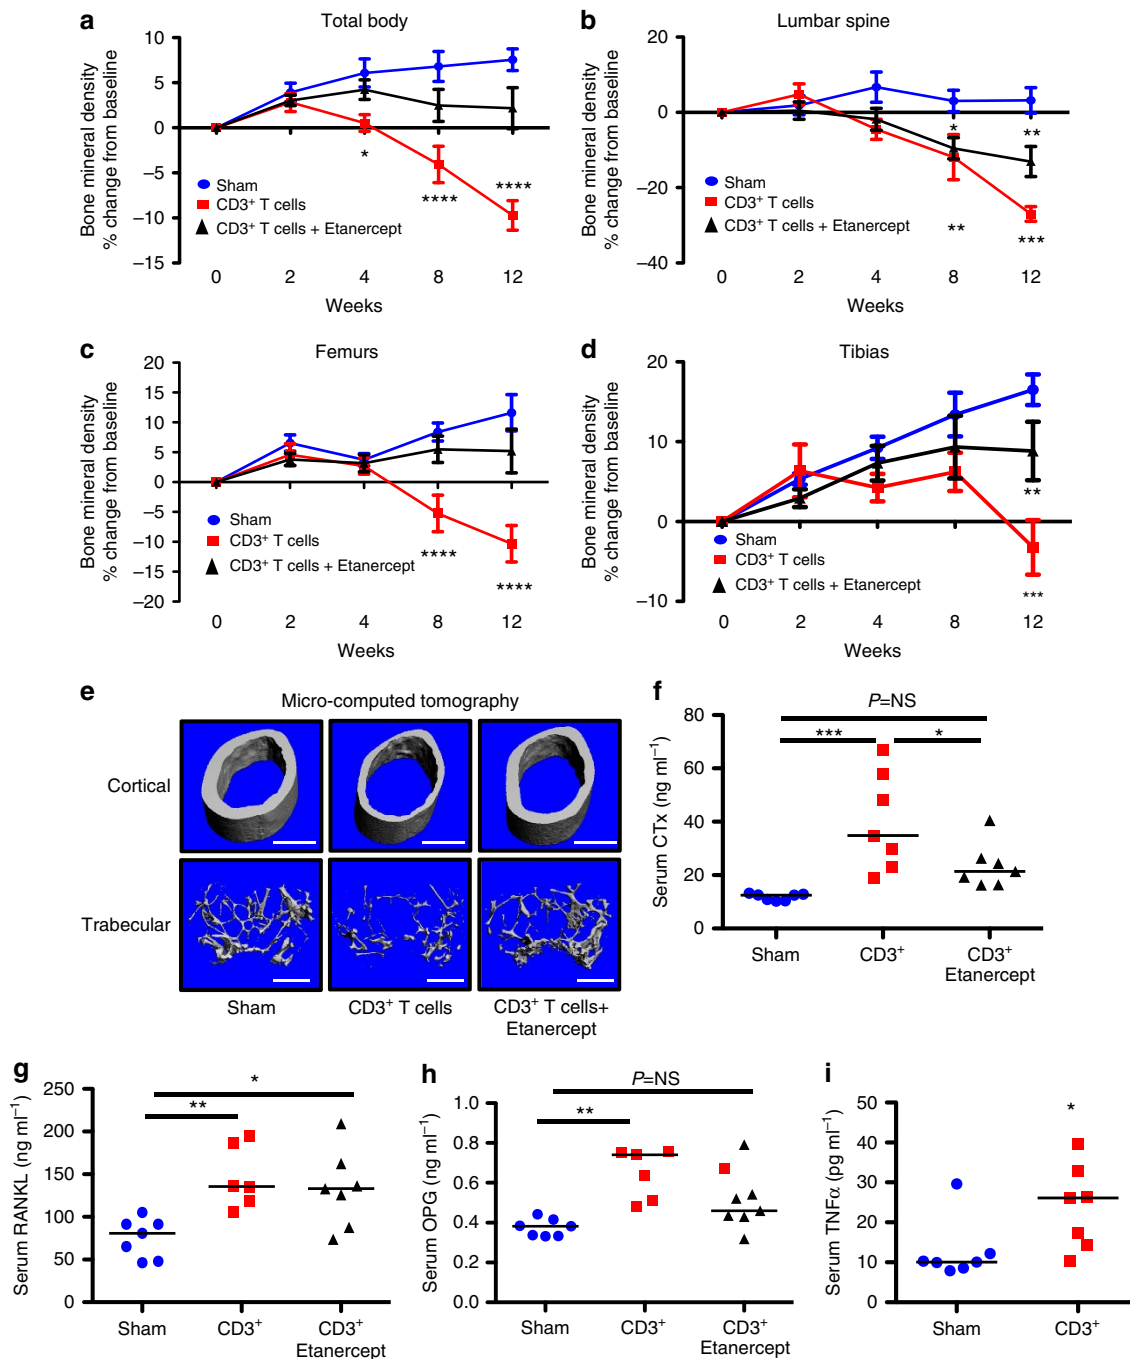 a
Total body
Bone mineral density
% change from baseline
10
5
0
–5
–10
–15
Sham
CD3⁺ T cells
CD3⁺ T cells + Etanercept
*
****
****
0 2 4 8 12
Weeks
b
Lumbar spine
Bone mineral density
% change from baseline
20
0
–20
–40
Sham
CD3⁺ T cells
CD3⁺ T cells + Etanercept
*
**
**
***
0 2 4 8 12
Weeks
c
Femurs
Bone mineral density
% change from baseline
20
15
10
5
0
–5
–10
–15
–20
Sham
CD3⁺ T cells
CD3⁺ T cells + Etanercept
****
****
0 2 4 8 12
Weeks
d
Tibias
Bone mineral density
% change from baseline
20
10
0
–10
Sham
CD3⁺ T cells
CD3⁺ T cells + Etanercept
**
***
0 2 4 8 12
Weeks
e
Micro-computed tomography
Cortical
Trabecular
Sham
CD3⁺ T cells
CD3⁺ T cells+
Etanercept
f
P=NS
***
*
Serum CTx (ng ml⁻¹)
80
60
40
20
0
Sham
CD3⁺
CD3⁺
Etanercept
g
*
**
Serum RANKL (ng ml⁻¹)
250
200
150
100
50
0
Sham
CD3⁺
CD3⁺
Etanercept
h
P=NS
**
Serum OPG (ng ml⁻¹)
1.0
0.8
0.6
0.4
0.2
0.0
Sham
CD3⁺
CD3⁺
Etanercept
i
*
Serum TNFα (pg ml⁻¹)
50
40
30
20
10
0
Sham
CD3⁺